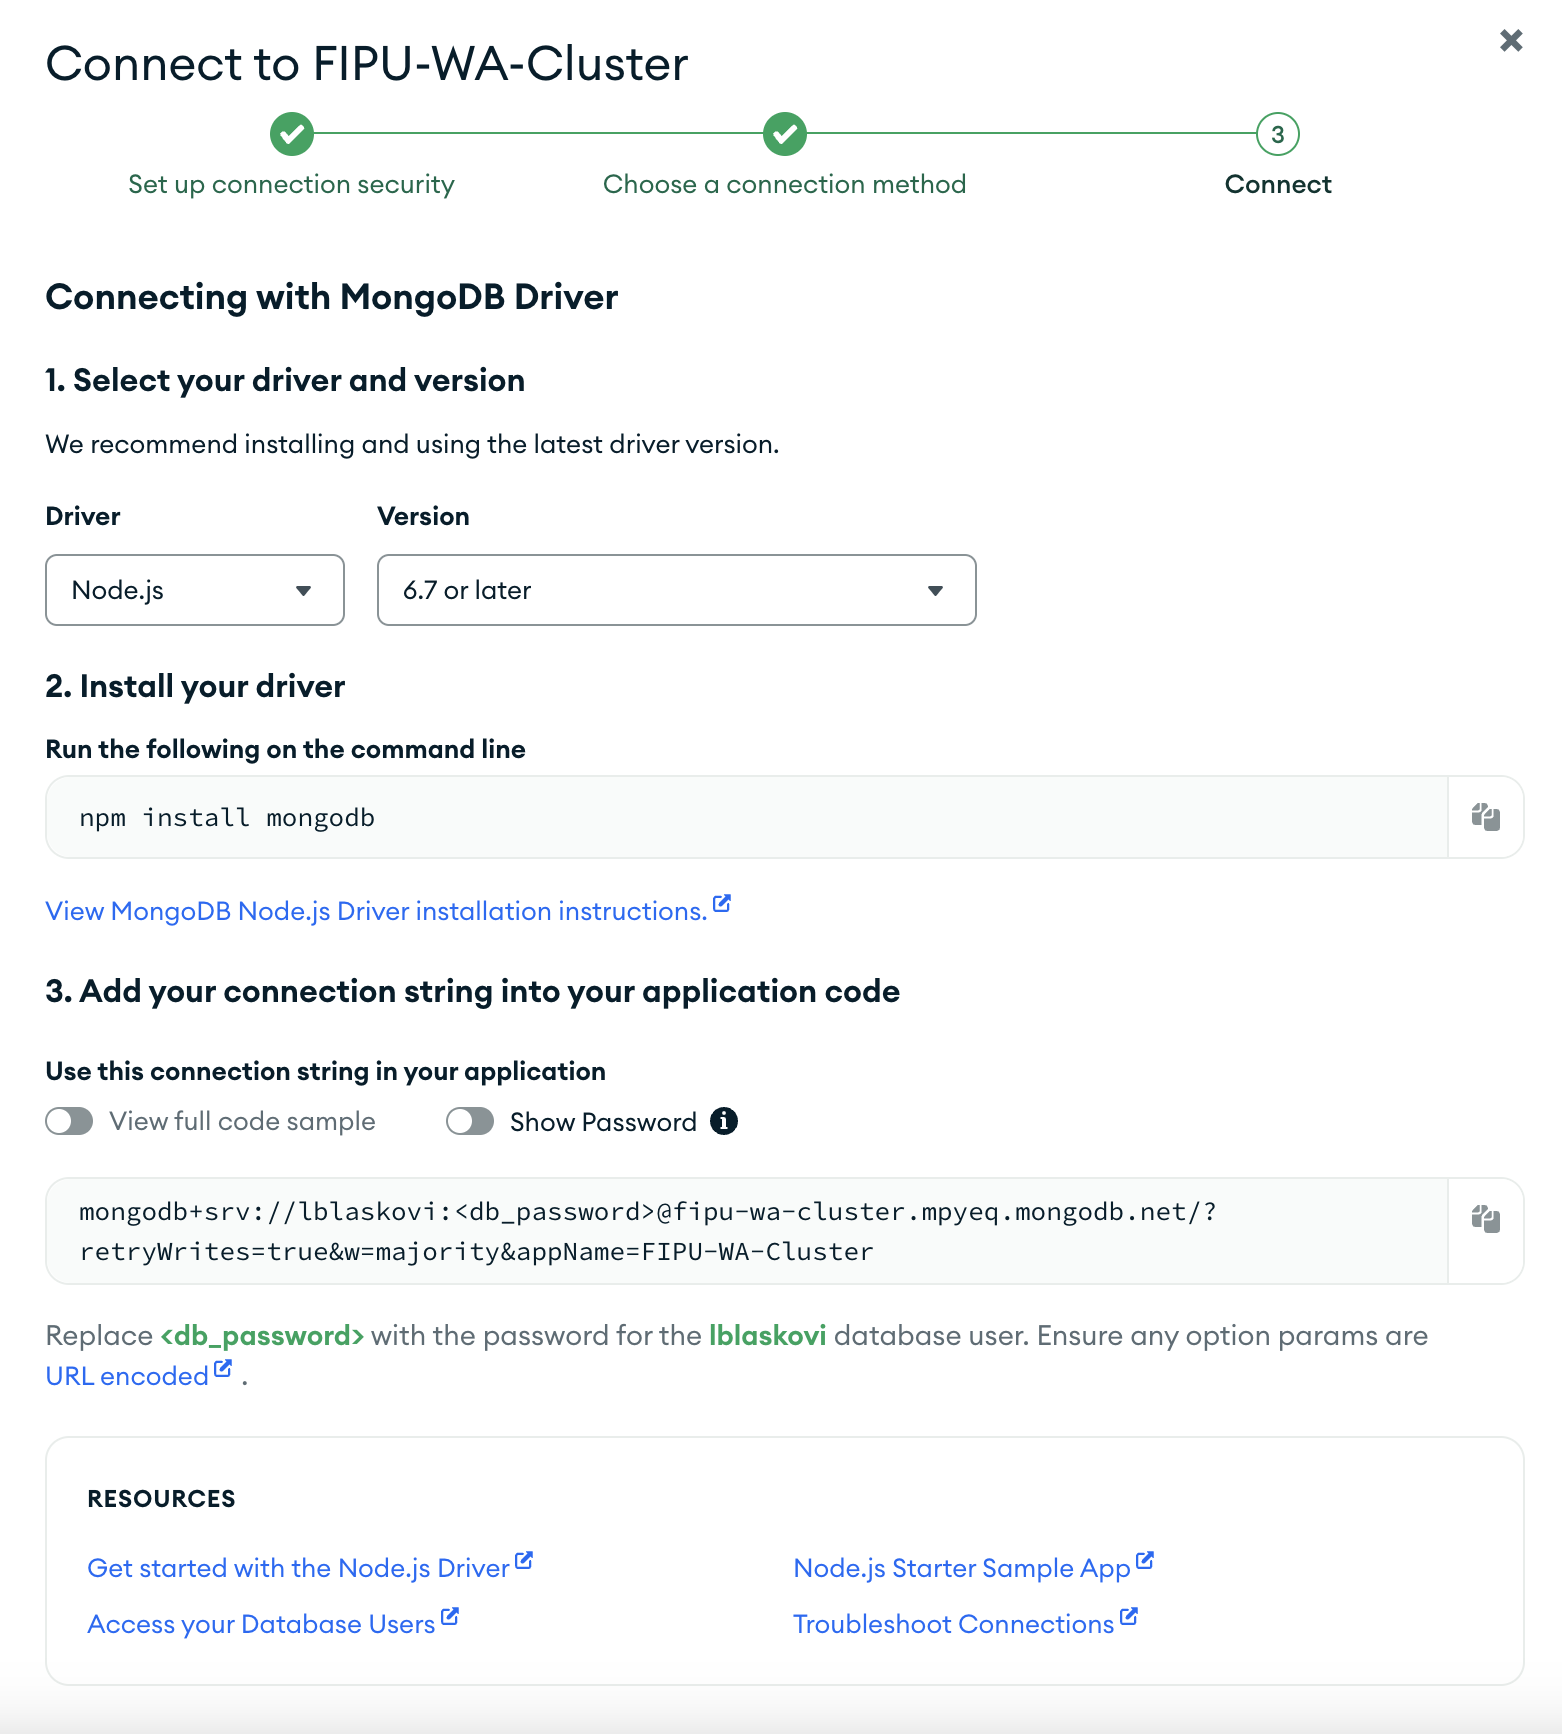 Connect to FIPU-WA-Cluster
3
Set up connection security
Choose a connection method
Connect
Connecting with MongoDB Driver
1. Select your driver and version
We recommend installing and using the latest driver version.
Driver
Version
Node.js
6.7 or later
2. Install your driver
Run the following on the command line
npm install mongodb
View MongoDB Node.js Driver installation instructions.
3. Add your connection string into your application code
Use this connection string in your application
View full code sample
Show Password
mongodb+srv://lblaskovi:<db_password>@fipu-wa-cluster.mpyeq.mongodb.net/?
retryWrites=true&w=majority&appName=FIPU-WA-Cluster
Replace <db_password> with the password for the lblaskovi database user. Ensure any option params are
URL encoded .
RESOURCES
Get started with the Node.js Driver
Node.js Starter Sample App
Access your Database Users
Troubleshoot Connections